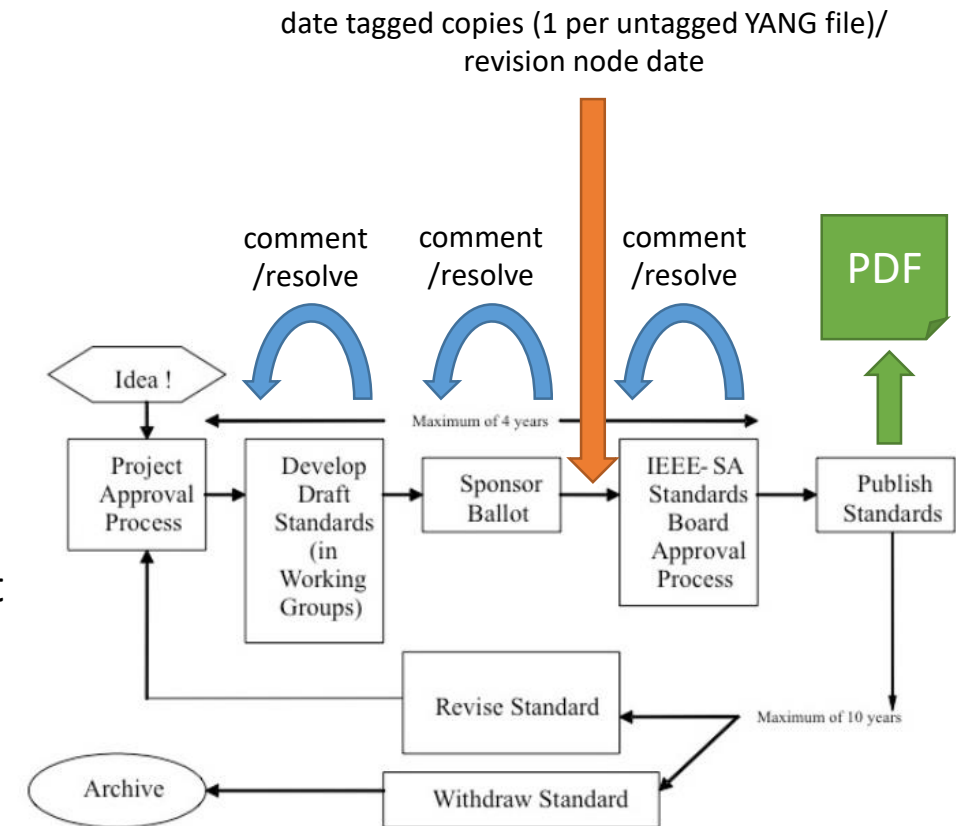 date tagged copies (1 per untagged YANG file)/
revision node date
comment
/resolve
comment
/resolve
comment
/resolve
PDF
Idea !
Maximum of 4 years
Project
Approval
Process
Develop
Draft
Standards
(in
Working
Groups)
Sponsor
Ballot
IEEE-SA
Standards
Board
Approval
Process
Publish
Standards
t
Revise Standard
Maximum of 10 years
Archive
Withdraw Standard